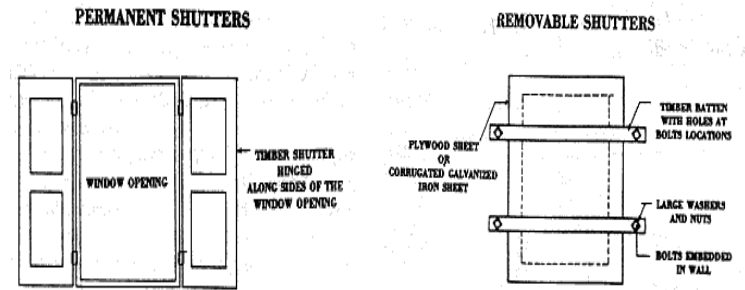 PERMANENT SHUTTERS
WINDOW OPENING
TIMBER SHUTTER
HINGED
ALONG SIDES OF THE
WINDOW OPENING
REMOVABLE SHUTTERS
PLYWOOD SHEET
OR
CORRUGATED GALVANIZED
IRON SHEET
TIMBER BATTEN
WITH HOLES AT
BOLTS LOCATIONS
LARGE WASHERS
AND NUTS
BOLTS EMBEDDED
IN WALL